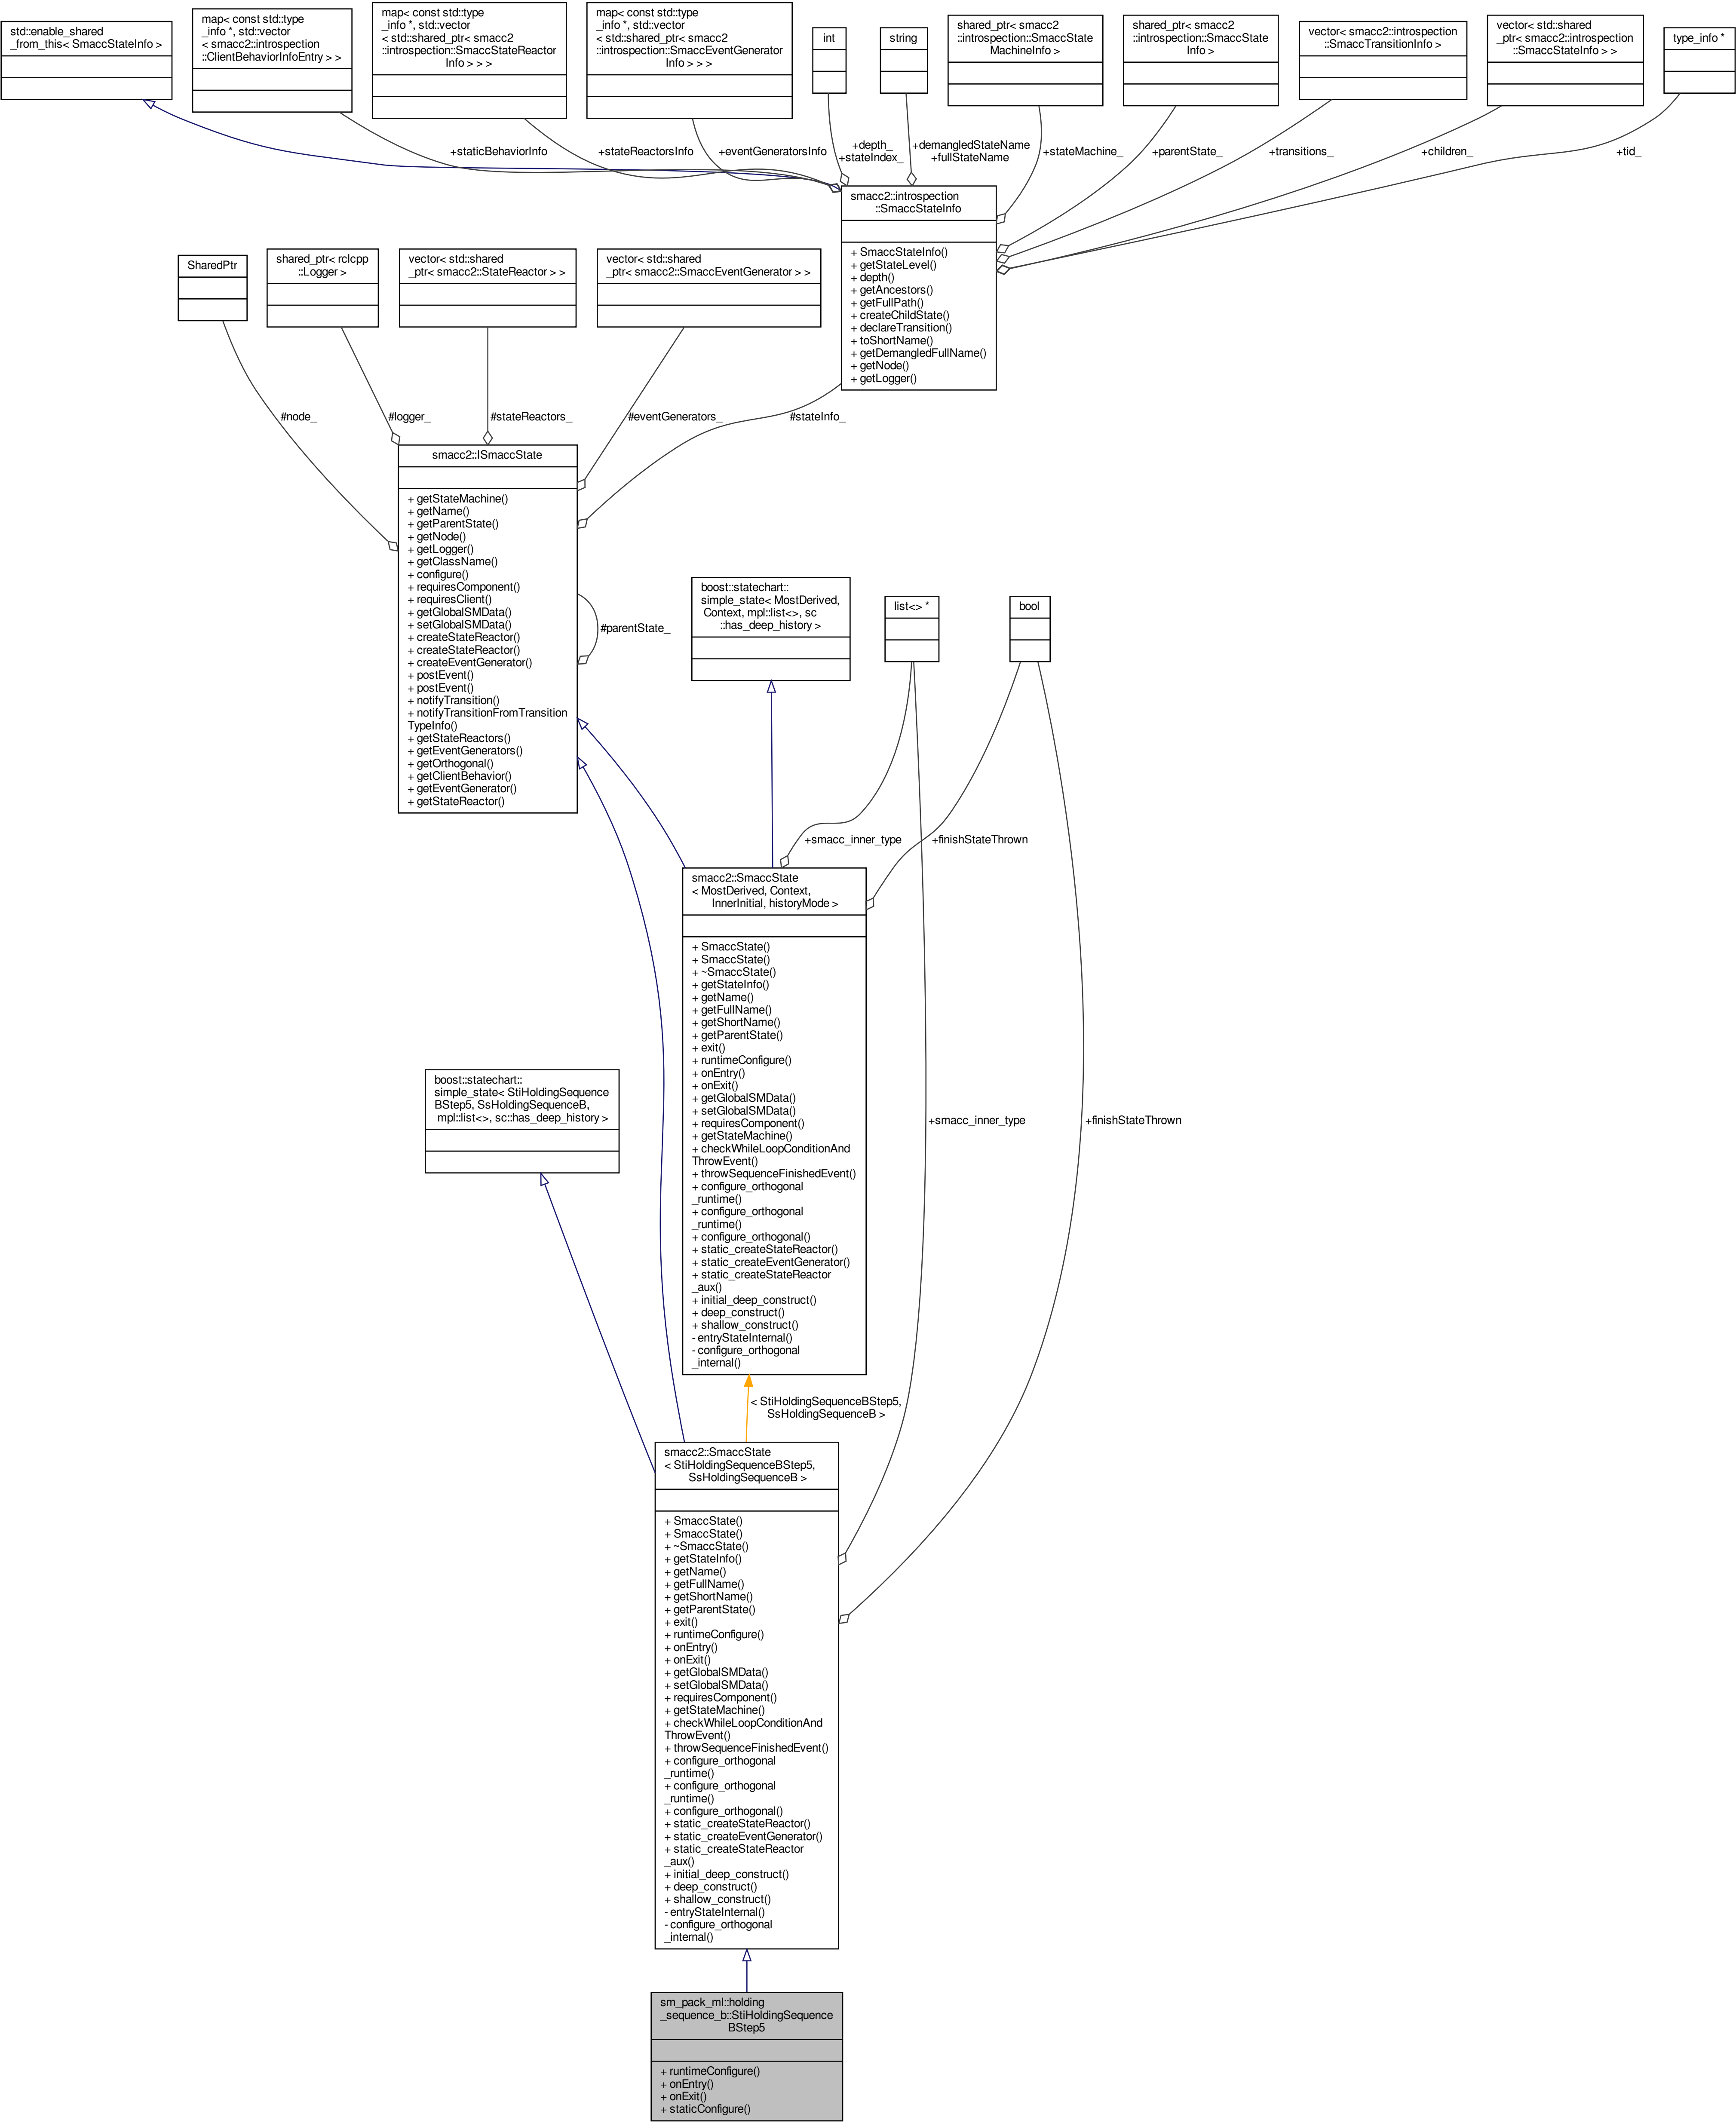 std::enable_shared
_from_this< SmaccStateInfo >
map< const std::type
_info *, std::vector
< smacc2::introspection
::ClientBehaviorInfoEntry > >
map< const std::type
_info *, std::vector
< std::shared_ptr< smacc2
::introspection::SmaccStateReactor
Info > > >
map< const std::type
_info *, std::vector
< std::shared_ptr< smacc2
::introspection::SmaccEventGenerator
Info > > >
int
string
shared_ptr< smacc2
::introspection::SmaccState
MachineInfo >
shared_ptr< smacc2
::introspection::SmaccState
Info >
vector< smacc2::introspection
::SmaccTransitionInfo >
vector< std::shared
_ptr< smacc2::introspection
::SmaccStateInfo > >
type_info *
+staticBehaviorInfo
+stateReactorsInfo
+eventGeneratorsInfo
+depth_
+stateIndex_
+demangledStateName
+fullStateName
+stateMachine_
+parentState_
+transitions_
+children_
+tid_
smacc2::introspection
::SmaccStateInfo
+ SmaccStateInfo()
+ getStateLevel()
+ depth()
+ getAncestors()
+ getFullPath()
+ createChildState()
+ declareTransition()
+ toShortName()
+ getDemangledFullName()
+ getNode()
+ getLogger()
SharedPtr
shared_ptr< rclcpp
::Logger >
vector< std::shared
_ptr< smacc2::StateReactor > >
vector< std::shared
_ptr< smacc2::SmaccEventGenerator > >
#node_
#logger_
#stateReactors_
#eventGenerators_
#stateInfo_
smacc2::ISmaccState
+ getStateMachine()
+ getName()
+ getParentState()
+ getNode()
+ getLogger()
+ getClassName()
+ configure()
+ requiresComponent()
+ requiresClient()
+ getGlobalSMData()
+ setGlobalSMData()
+ createStateReactor()
+ createStateReactor()
+ createEventGenerator()
+ postEvent()
+ postEvent()
+ notifyTransition()
+ notifyTransitionFromTransition
TypeInfo()
+ getStateReactors()
+ getEventGenerators()
+ getOrthogonal()
+ getClientBehavior()
+ getEventGenerator()
+ getStateReactor()
#parentState_
boost::statechart::
simple_state< MostDerived,
Context, mpl::list<>, sc
::has_deep_history >
list<> *
bool
+smacc_inner_type
+finishStateThrown
smacc2::SmaccState
< MostDerived, Context,
InnerInitial, historyMode >
+ SmaccState()
+ SmaccState()
+ ~SmaccState()
+ getStateInfo()
+ getName()
+ getFullName()
+ getShortName()
+ getParentState()
+ exit()
+ runtimeConfigure()
+ onEntry()
+ onExit()
+ getGlobalSMData()
+ setGlobalSMData()
+ requiresComponent()
+ getStateMachine()
+ checkWhileLoopConditionAnd
ThrowEvent()
+ throwSequenceFinishedEvent()
+ configure_orthogonal
_runtime()
+ configure_orthogonal
_runtime()
+ configure_orthogonal()
+ static_createStateReactor()
+ static_createEventGenerator()
+ static_createStateReactor
_aux()
+ initial_deep_construct()
+ deep_construct()
+ shallow_construct()
- entryStateInternal()
- configure_orthogonal
_internal()
boost::statechart::
simple_state< StiHoldingSequence
BStep5, SsHoldingSequenceB,
mpl::list<>, sc::has_deep_history >
+smacc_inner_type
+finishStateThrown
< StiHoldingSequenceBStep5,
SsHoldingSequenceB >
smacc2::SmaccState
< StiHoldingSequenceBStep5,
SsHoldingSequenceB >
+ SmaccState()
+ SmaccState()
+ ~SmaccState()
+ getStateInfo()
+ getName()
+ getFullName()
+ getShortName()
+ getParentState()
+ exit()
+ runtimeConfigure()
+ onEntry()
+ onExit()
+ getGlobalSMData()
+ setGlobalSMData()
+ requiresComponent()
+ getStateMachine()
+ checkWhileLoopConditionAnd
ThrowEvent()
+ throwSequenceFinishedEvent()
+ configure_orthogonal
_runtime()
+ configure_orthogonal
_runtime()
+ configure_orthogonal()
+ static_createStateReactor()
+ static_createEventGenerator()
+ static_createStateReactor
_aux()
+ initial_deep_construct()
+ deep_construct()
+ shallow_construct()
- entryStateInternal()
- configure_orthogonal
_internal()
sm_pack_ml::holding
_sequence_b::StiHoldingSequence
BStep5
+ runtimeConfigure()
+ onEntry()
+ onExit()
+ staticConfigure()